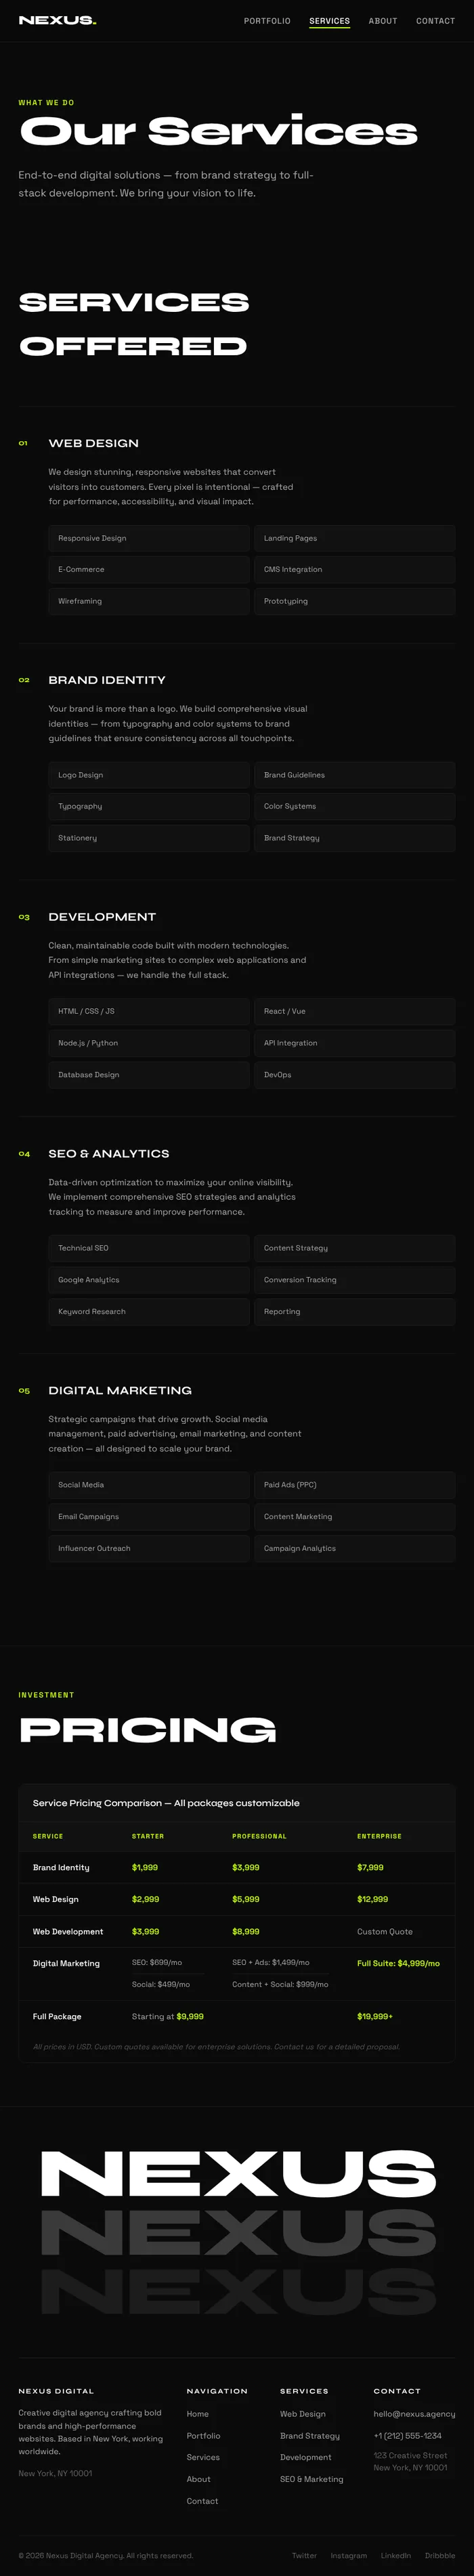 NEXUS.
PORTFOLIO
SERVICES
ABOUT
CONTACT
WHAT WE DO
Our Services
End-to-end digital solutions — from brand strategy to full-
stack development. We bring your vision to life.
SERVICES
OFFERED
01
WEB DESIGN
We design stunning, responsive websites that convert
visitors into customers. Every pixel is intentional — crafted
for performance, accessibility, and visual impact.
Responsive Design
Landing Pages
E-Commerce
CMS Integration
Wireframing
Prototyping
02
BRAND IDENTITY
Your brand is more than a logo. We build comprehensive visual
identities — from typography and color systems to brand
guidelines that ensure consistency across all touchpoints.
Logo Design
Brand Guidelines
Typography
Color Systems
Stationery
Brand Strategy
03
DEVELOPMENT
Clean, maintainable code built with modern technologies.
From simple marketing sites to complex web applications and
API integrations — we handle the full stack.
HTML / CSS / JS
React / Vue
Node.js / Python
API Integration
Database Design
DevOps
04
SEO & ANALYTICS
Data-driven optimization to maximize your online visibility.
We implement comprehensive SEO strategies and analytics
tracking to measure and improve performance.
Technical SEO
Content Strategy
Google Analytics
Conversion Tracking
Keyword Research
Reporting
05
DIGITAL MARKETING
Strategic campaigns that drive growth. Social media
management, paid advertising, email marketing, and content
creation — all designed to scale your brand.
Social Media
Paid Ads (PPC)
Email Campaigns
Content Marketing
Influencer Outreach
Campaign Analytics
INVESTMENT
PRICING
Service Pricing Comparison — All packages customizable
SERVICE STARTER PROFESSIONAL ENTERPRISE
Brand Identity $1,999 $3,999 $7,999
Web Design $2,999 $5,999 $12,999
Web Development $3,999 $8,999 Custom Quote
Digital Marketing SEO: $699/mo SEO + Ads: $1,499/mo Full Suite: $4,999/mo
Social: $499/mo Content + Social: $999/mo
Full Package Starting at $9,999 $19,999+
All prices in USD. Custom quotes available for enterprise solutions. Contact us for a detailed proposal.
NEXUS
NEXUS
NEXUS
NEXUS DIGITAL
Creative digital agency crafting bold
brands and high-performance
websites. Based in New York, working
worldwide.
New York, NY 10001
NAVIGATION
Home
Portfolio
Services
About
Contact
SERVICES
Web Design
Brand Strategy
Development
SEO & Marketing
CONTACT
hello@nexus.agency
+1 (212) 555-1234
123 Creative Street
New York, NY 10001
© 2026 Nexus Digital Agency. All rights reserved.
Twitter
Instagram
LinkedIn
Dribbble